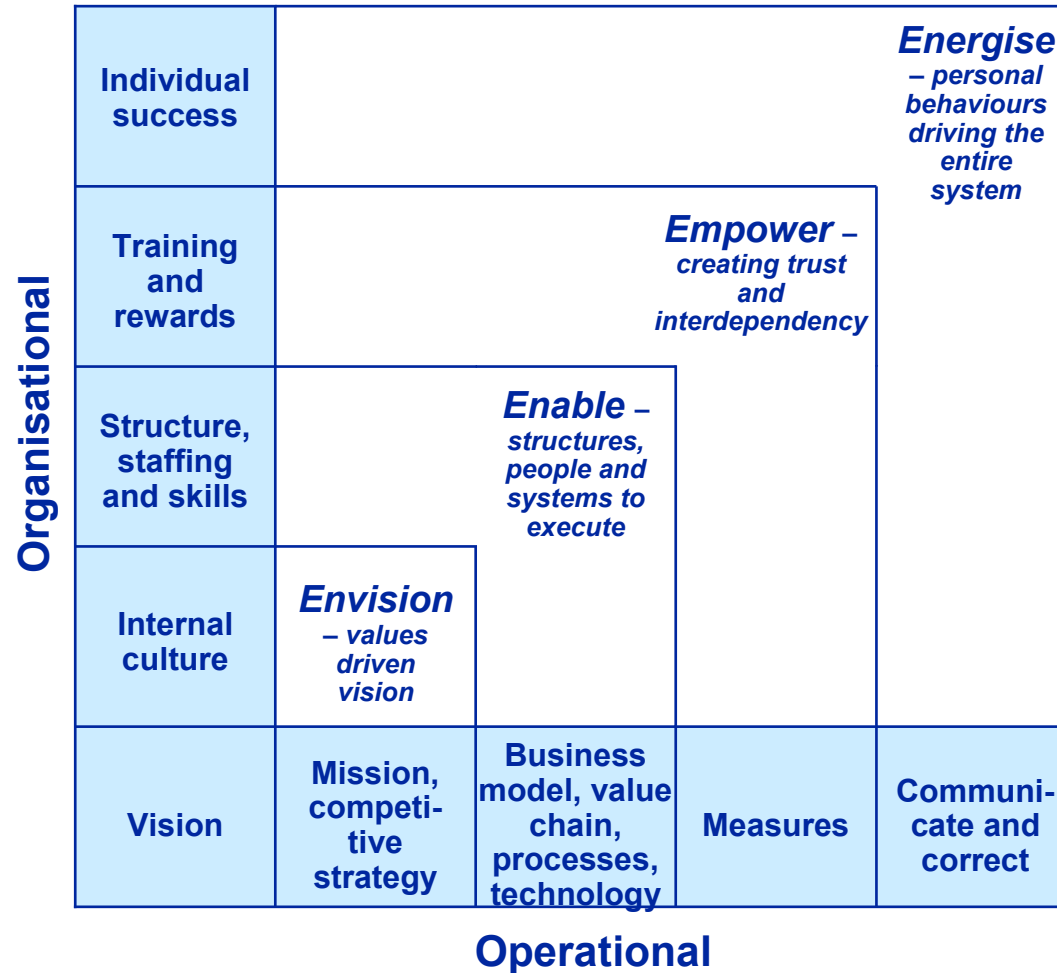 Energise
– personal
behaviours
driving the
entire
system
Individual
success
Empower –
creating trust
and
interdependency
Training
and
rewards
Enable –
structures,
people and
systems to
execute
Structure,
staffing
and skills
Envision
– values
driven
vision
Internal
culture
Vision
Mission,
competi-
tive
strategy
Business
model, value
chain,
processes,
technology
Measures
Communi-
cate and
correct
Organisational
Operational